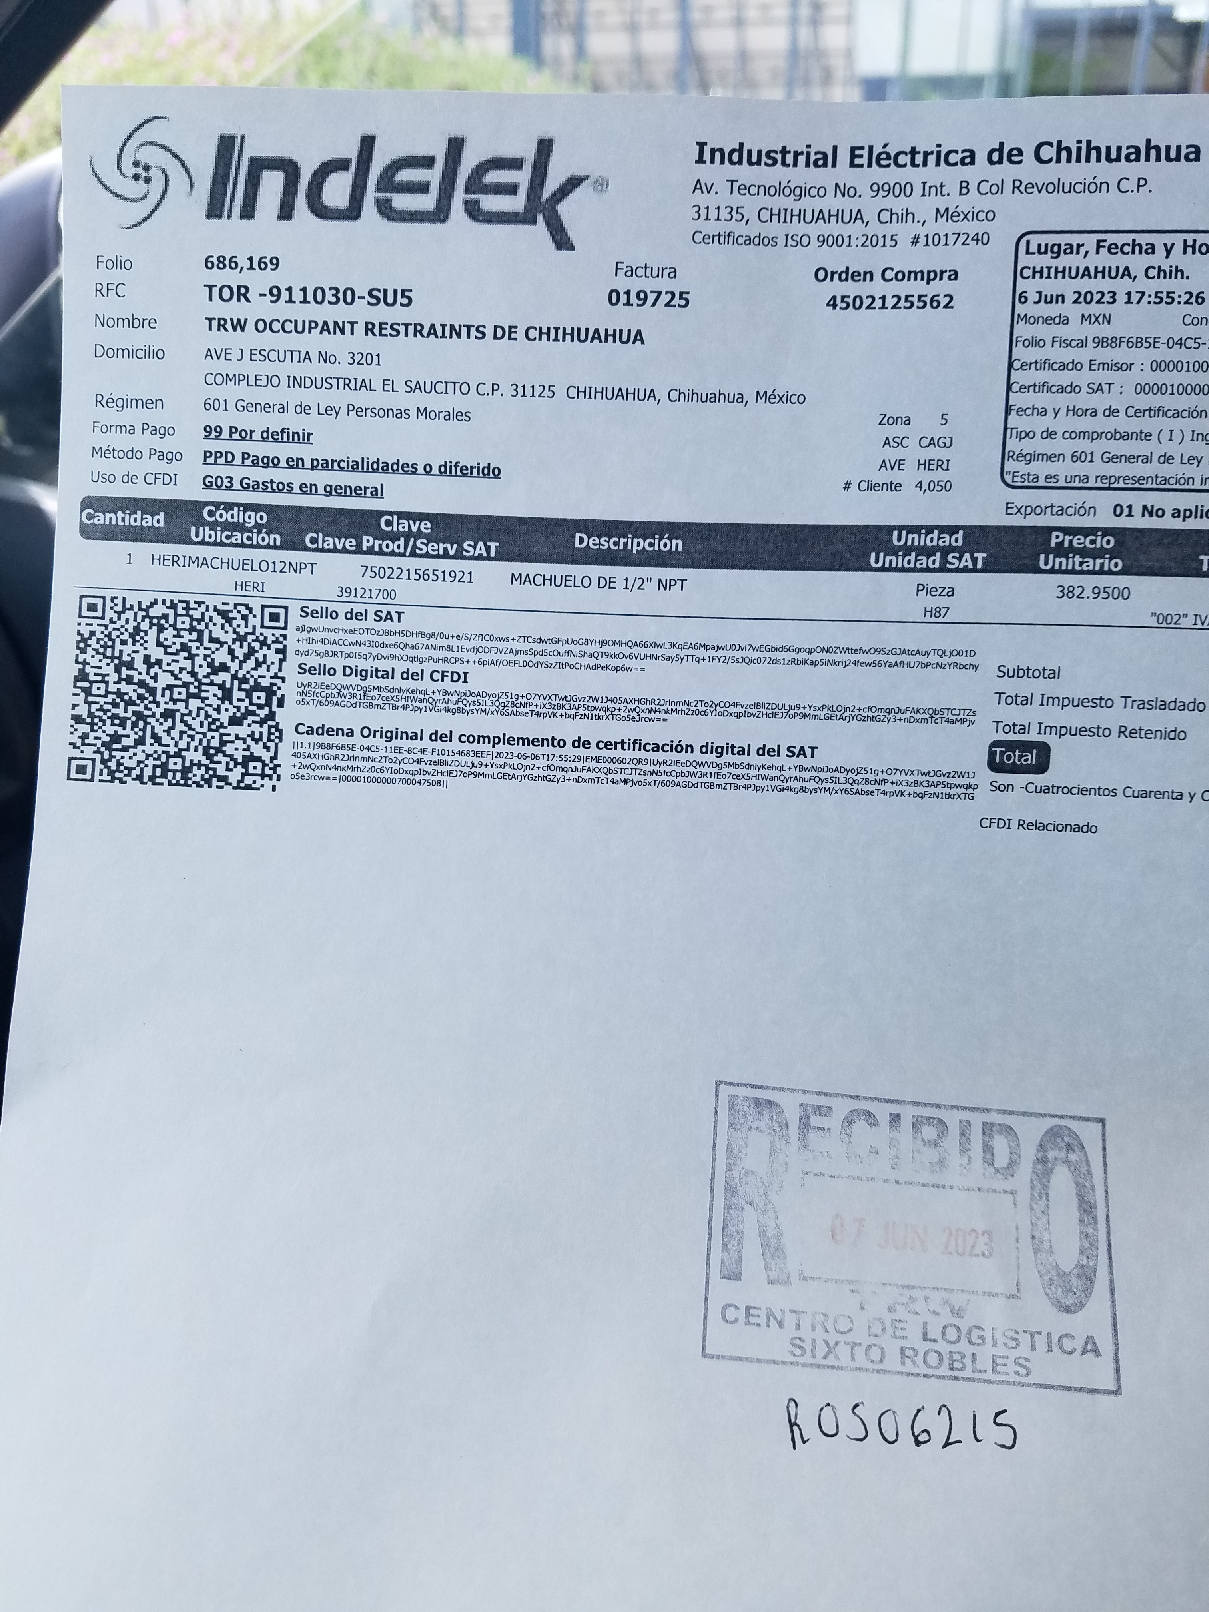 Indelek®
Industrial Eléctrica de Chihuahua
Av. Tecnológico No. 9900 Int. B Col Revolución C.P.
31135, CHIHUAHUA, Chih., México
Certificados ISO 9001:2015 #1017240
Folio 686,169
RFC TOR -911030-SU5
Nombre TRW OCCUPANT RESTRAINTS DE CHIHUAHUA
Domicilio AVE J ESCUTIA No. 3201
COMPLEJO INDUSTRIAL EL SAUCITO C.P. 31125 CHIHUAHUA, Chihuahua, México
Régimen 601 General de Ley Personas Morales
Forma Pago 99 Por definir
Método Pago PPD Pago en parcialidades o diferido
Uso de CFDI G03 Gastos en general
Factura
019725
Orden Compra
4502125562
Zona 5
ASC CAGJ
AVE HERI
# Cliente 4,050
Lugar, Fecha y Ho
CHIHUAHUA, Chih.
6 Jun 2023 17:55:26
Moneda MXN Con
Folio Fiscal 9B8F6B5E-04C5-
Certificado Emisor : 0000100
Certificado SAT : 000010000
Fecha y Hora de Certificación
Tipo de comprobante ( I ) Ing
Régimen 601 General de Ley
"Esta es una representación in
Exportación 01 No aplic
Cantidad Código Ubicación Clave Clave Prod/Serv SAT Descripción Unidad Unidad SAT Precio Unitario
1 HERIMACHUELO12NPT 7502215651921 MACHUELO DE 1/2" NPT Pieza 382.9500
HERI 39121700 H87 "002" IV
Sello del SAT
Sello Digital del CFDI
Cadena Original del complemento de certificación digital del SAT
Subtotal
Total Impuesto Trasladado
Total Impuesto Retenido
Total
Son -Cuatrocientos Cuarenta y
CFDI Relacionado
RECIBIDO
07 JUN 2023
TRW
CENTRO DE LOGISTICA
SIXTO ROBLES
ROS06215